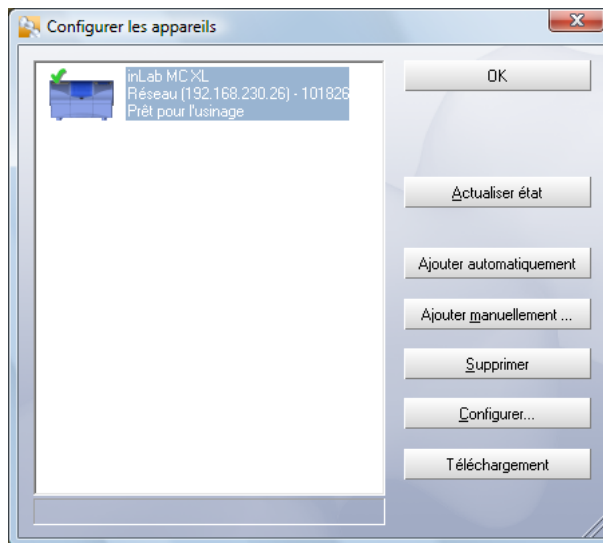 Configurer les appareils
inLab MC XL
Réseau (192.168.230.26) - 101826
Prêt pour l'usinage
OK
Actualiser état
Ajouter automatiquement
Ajouter manuellement ...
Supprimer
Configurer...
Téléchargement